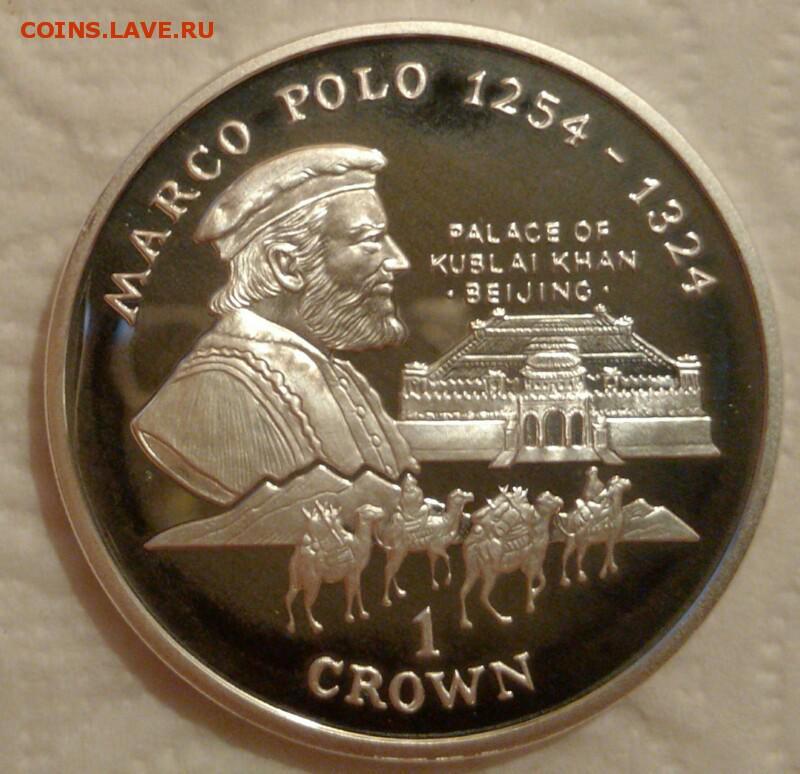 COINS.LAVE.RU
MARCO POLO 1254 - 1324
PALACE OF
KUBLAI KHAN
· BEIJING ·
1
CROWN